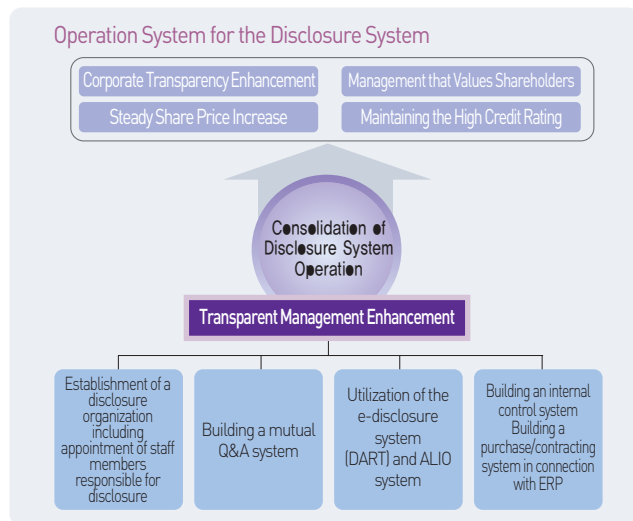 Operation System for the Disclosure System
Corporate Transparency Enhancement
Management that Values Shareholders
Steady Share Price Increase
Maintaining the High Credit Rating
Consolidation of
Disclosure System
Operation
Transparent Management Enhancement
Establishment of a
disclosure
organization
including
appointment of staff
members
responsible for
disclosure
Building a mutual
Q&A system
Utilization of the
e-disclosure
system
(DART) and ALIO
system
Building an internal
control system
Building a
purchase/contracting
system in connection
with ERP